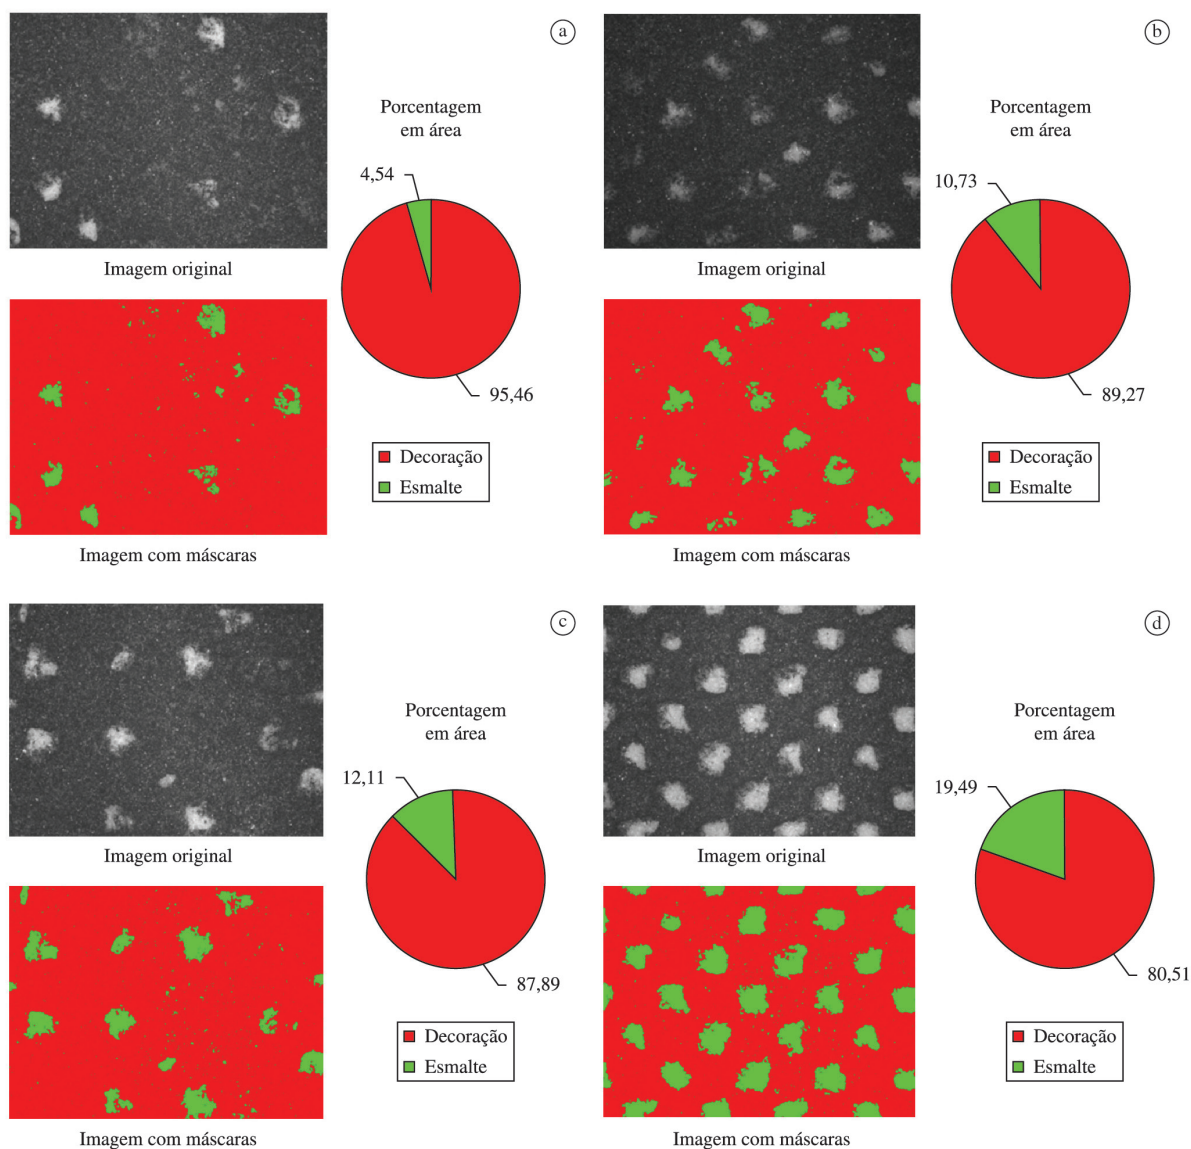 a
Porcentagem
em área
4,54
95,46
Imagem original
Decoração
Esmalte
Imagem com máscaras
b
Porcentagem
em área
10,73
89,27
Imagem original
Decoração
Esmalte
Imagem com máscaras
c
Porcentagem
em área
12,11
87,89
Imagem original
Decoração
Esmalte
Imagem com máscaras
d
Porcentagem
em área
19,49
80,51
Imagem original
Decoração
Esmalte
Imagem com máscaras